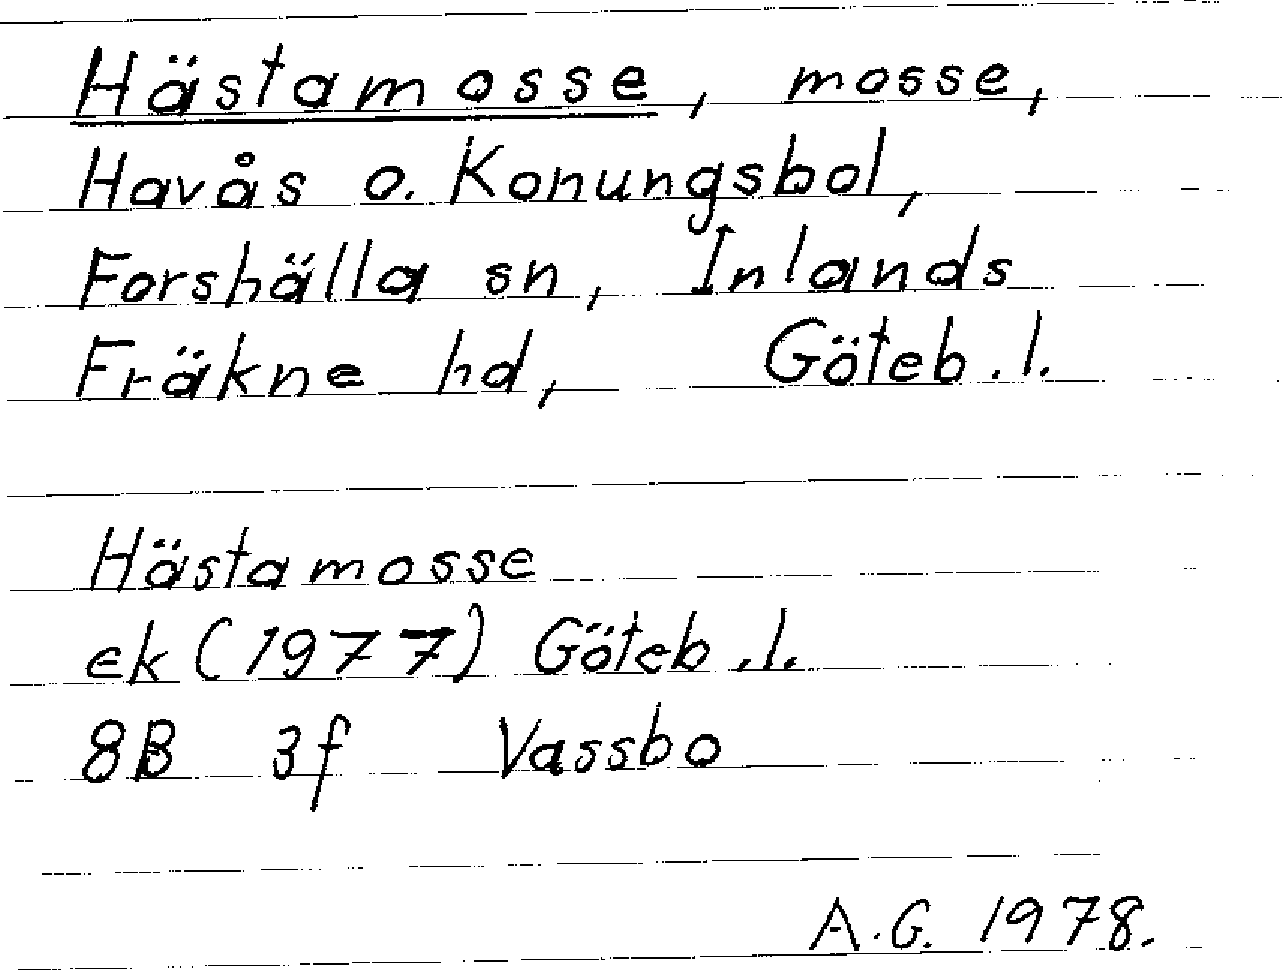 Hästamosse, mosse,
Havås o. Konungsbol,
Forshälla sn, Inlands
Fräkne hd, Göteb. l.
Hästamosse
ek (1977) Göteb. l.
8B 3f Vassbo
A.G. 1978.